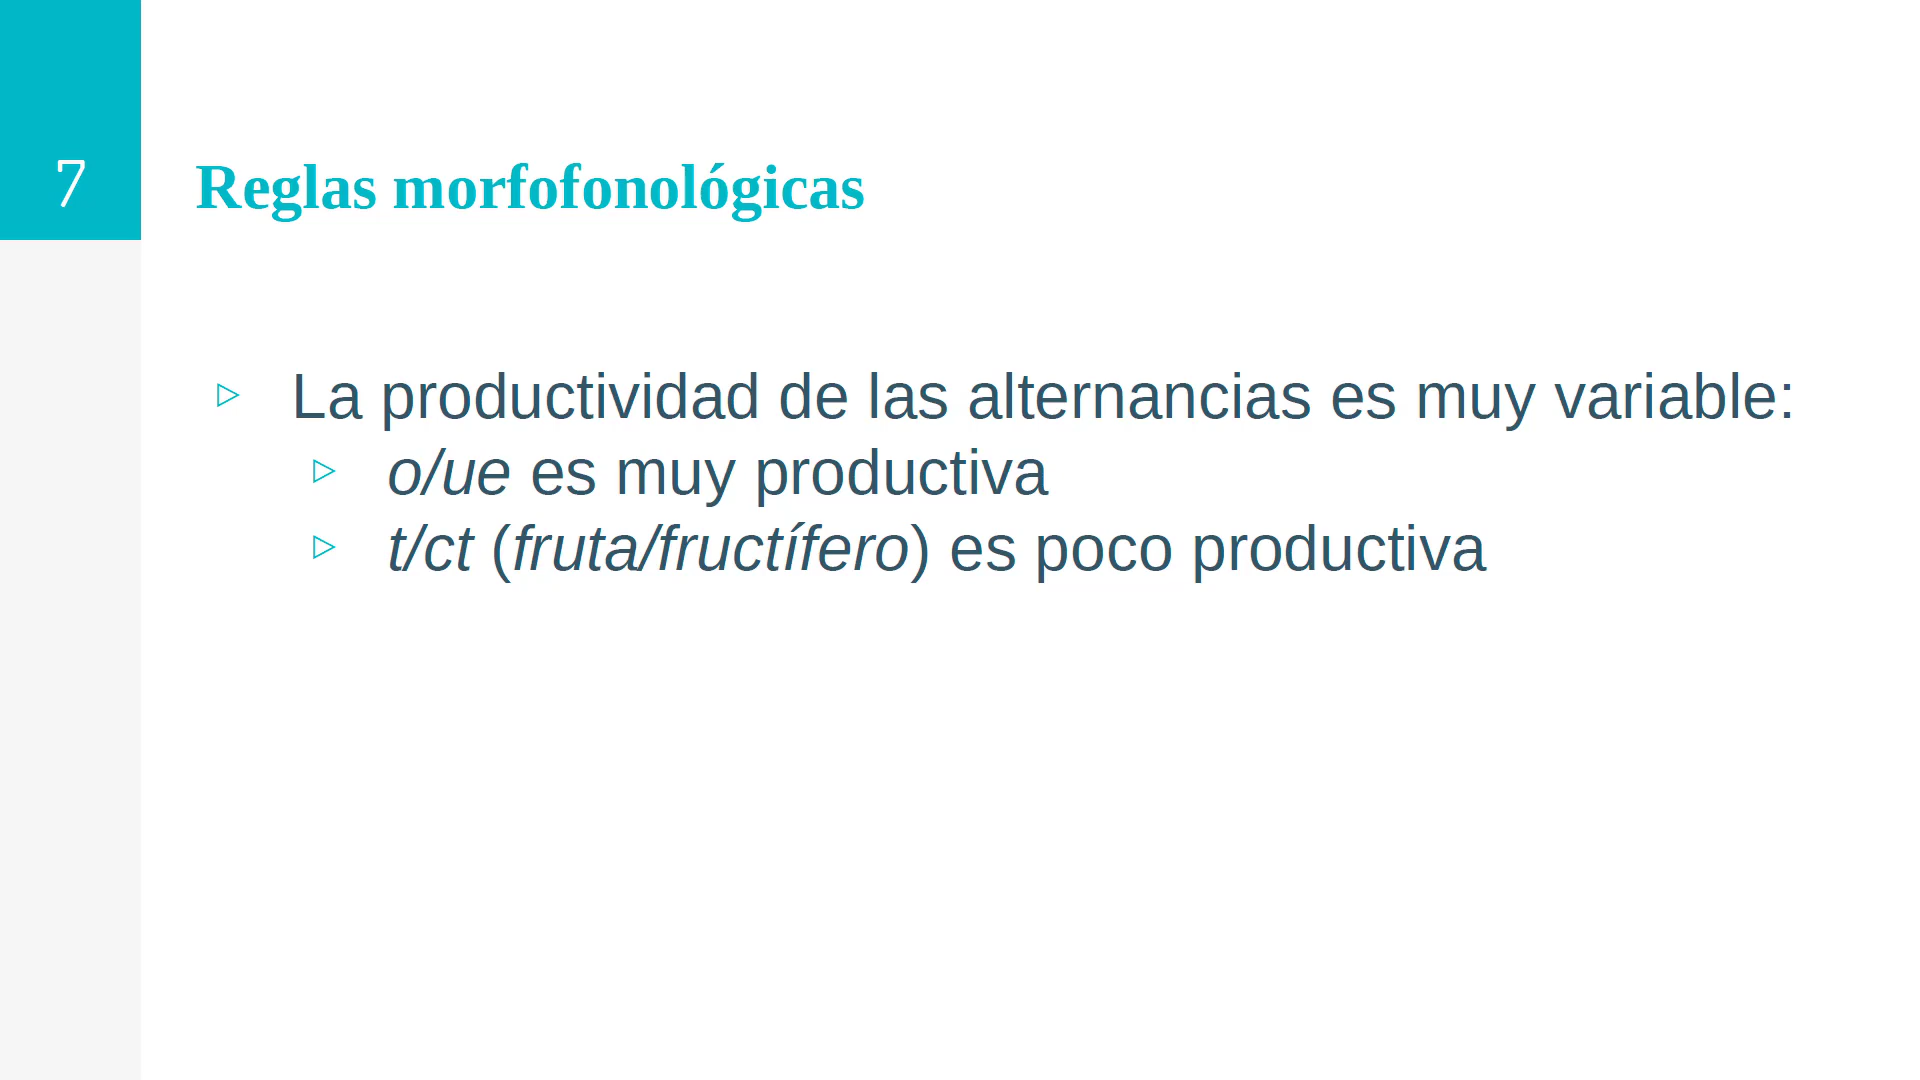 7
Reglas morfofonológicas
▷ La productividad de las alternancias es muy variable:
▷ o/ue es muy productiva
▷ t/ct (fruta/fructífero) es poco productiva